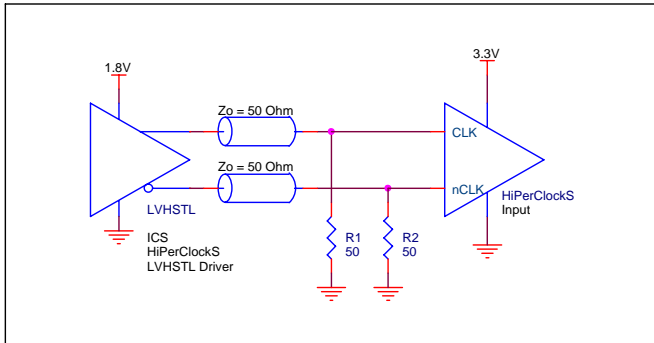 1.8V
3.3V
Zo = 50 Ohm
CLK
Zo = 50 Ohm
nCLK
HiPerClockS
Input
LVHSTL
ICS
HiPerClockS
LVHSTL Driver
R1
50
R2
50